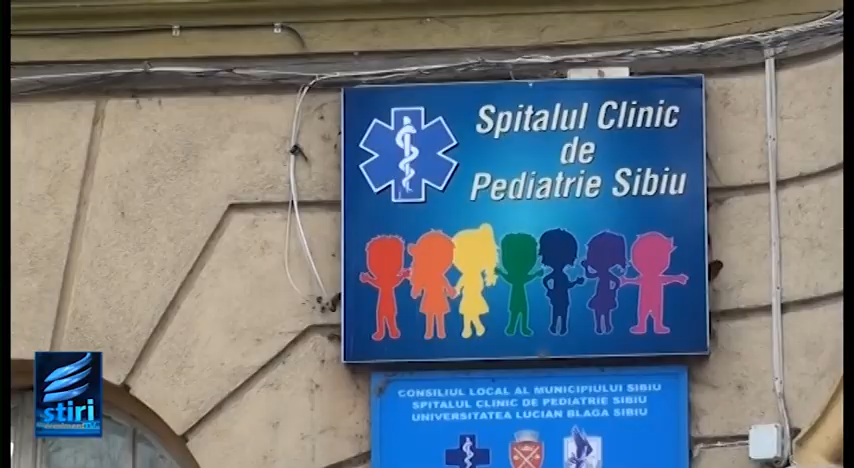 Spitalul Clinic
de
Pediatrie Sibiu
CONSILIUL LOCAL AL MUNICIPIULUI SIBIU
SPITALUL CLINIC DE PEDIATRIE SIBIU
UNIVERSITATEA LUCIAN BLAGA SIBIU
stiri